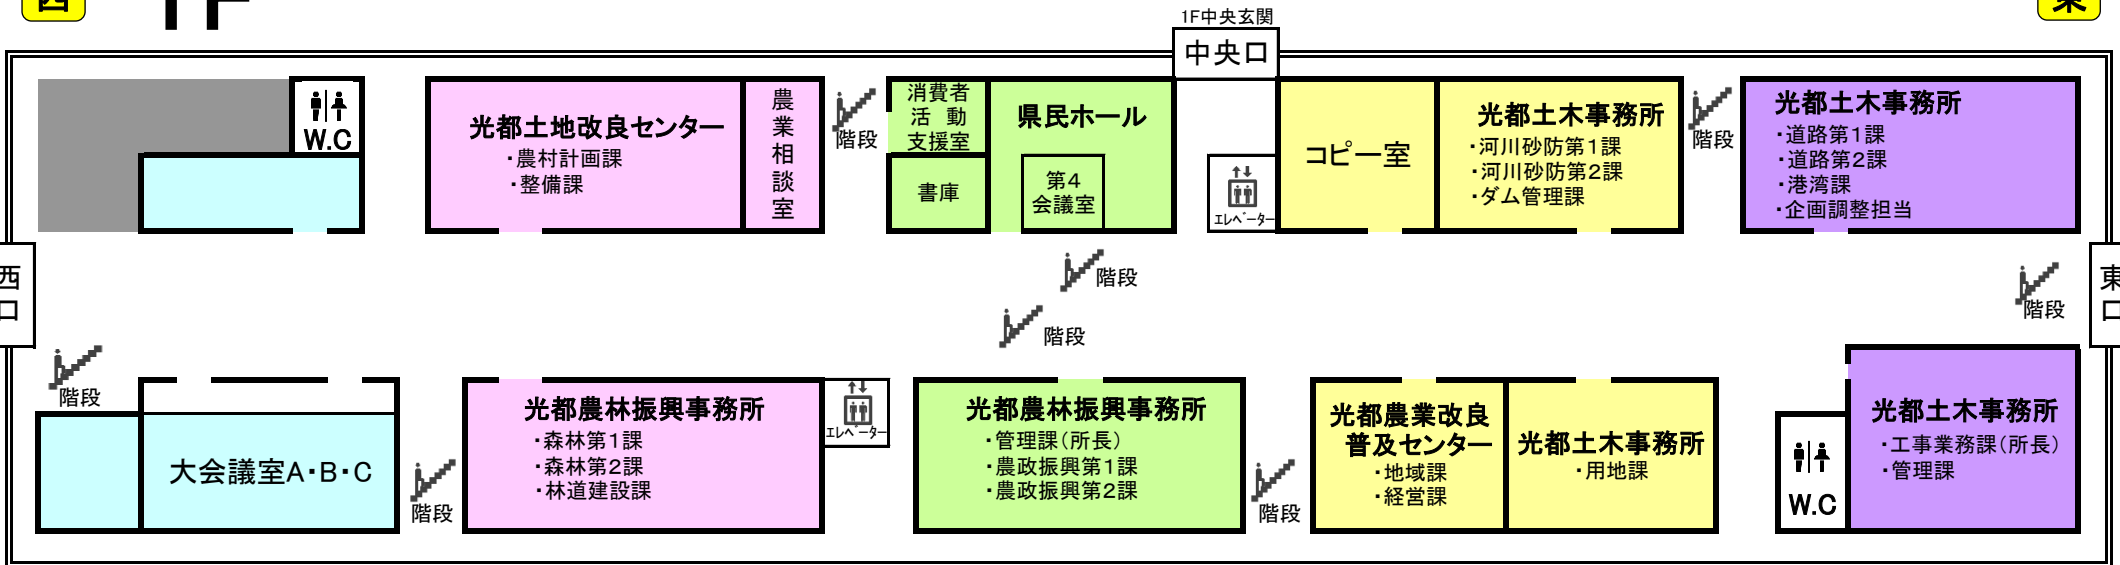 西
1F
東
1F中央玄関
中央口
W.C
光都土地改良センター
・農村計画課
・整備課
農業相談室
階段
消費者
活動
支援室
書庫
県民ホール
第4
会議室
エレベーター
コピー室
光都土木事務所
・河川砂防第1課
・河川砂防第2課
・ダム管理課
階段
光都土木事務所
・道路第1課
・道路第2課
・港湾課
・企画調整担当
西口
階段
階段
階段
東口
階段
大会議室A・B・C
階段
光都農林振興事務所
・森林第1課
・森林第2課
・林道建設課
エレベーター
光都農林振興事務所
・管理課(所長)
・農政振興第1課
・農政振興第2課
階段
光都農業改良
普及センター
・地域課
・経営課
光都土木事務所
・用地課
W.C
光都土木事務所
・工事業務課(所長)
・管理課